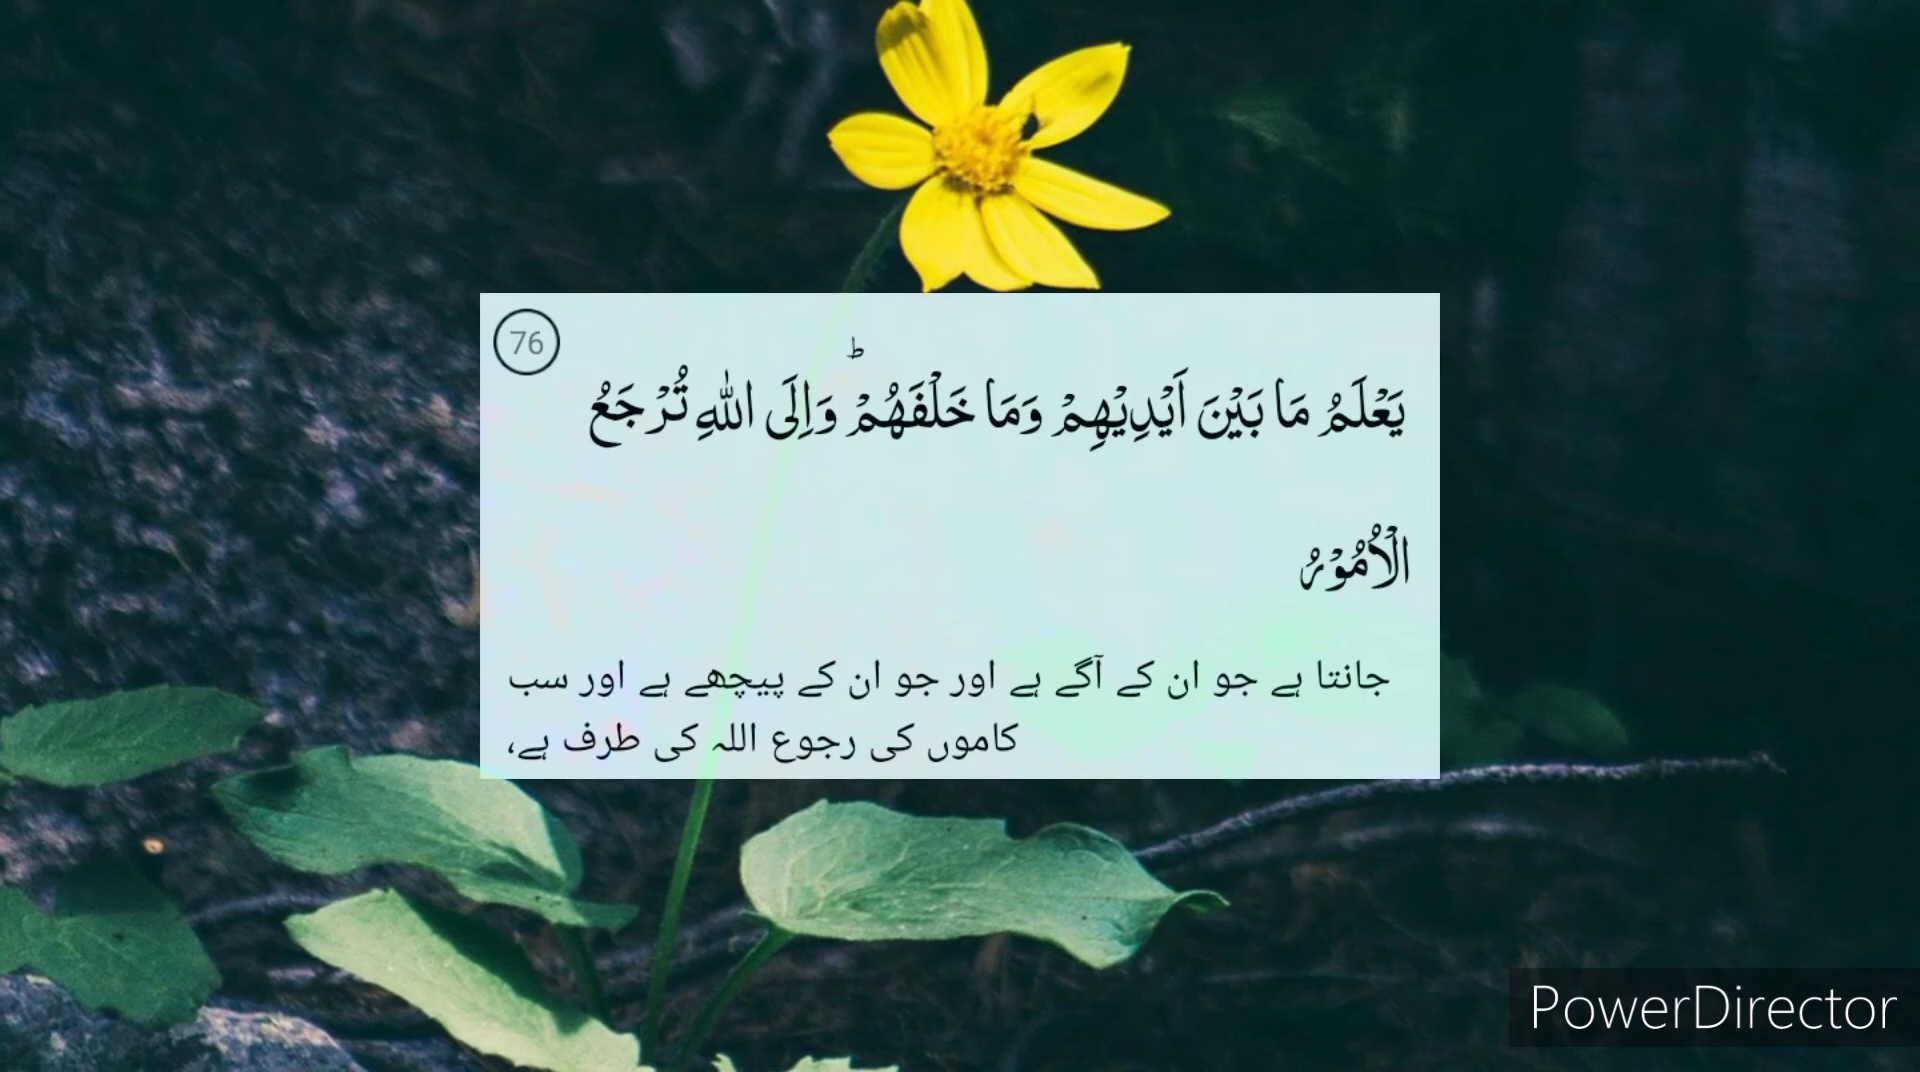 76
يَعْلَمُ مَا بَيْنَ اَيْدِيْهِمْ وَمَا خَلْفَهُمْ ؕ وَاِلَى اللّٰهِ تُرْجَعُ
الْاُمُوْرُ
جانتا ہے جو ان کے آگے ہے اور جو ان کے پیچھے ہے اور سب
کاموں کی رجوع اللہ کی طرف ہے،
PowerDirector